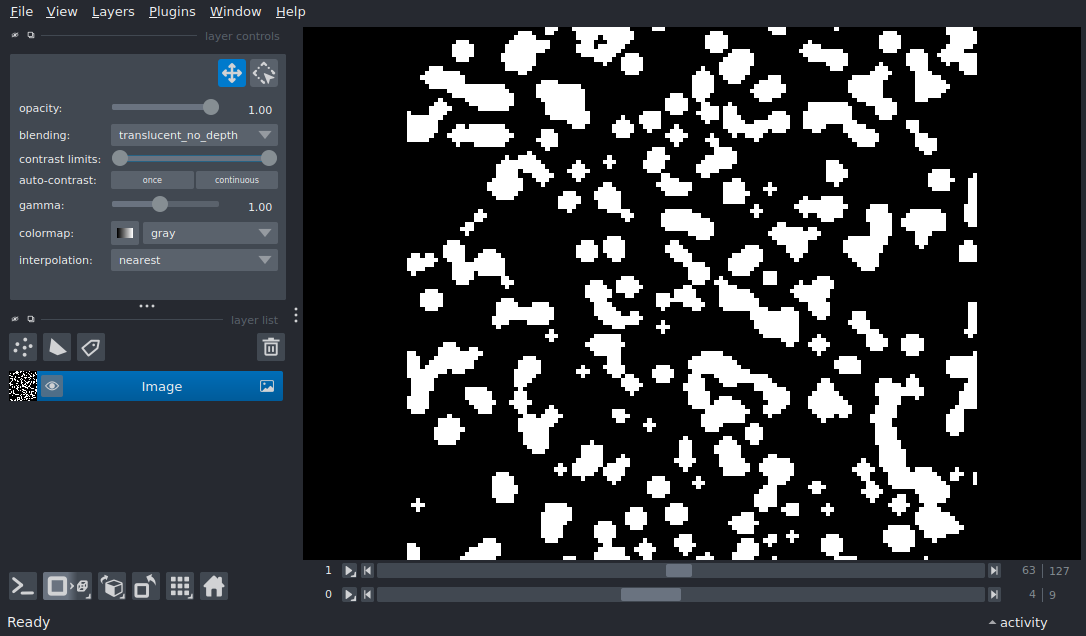 File View Layers Plugins Window Help
layer controls
opacity: 1.00
blending: translucent_no_depth
contrast limits:
auto-contrast: once continuous
gamma: 1.00
colormap: gray
interpolation: nearest
layer list
Image
1 63 127
0 4 9
Ready activity